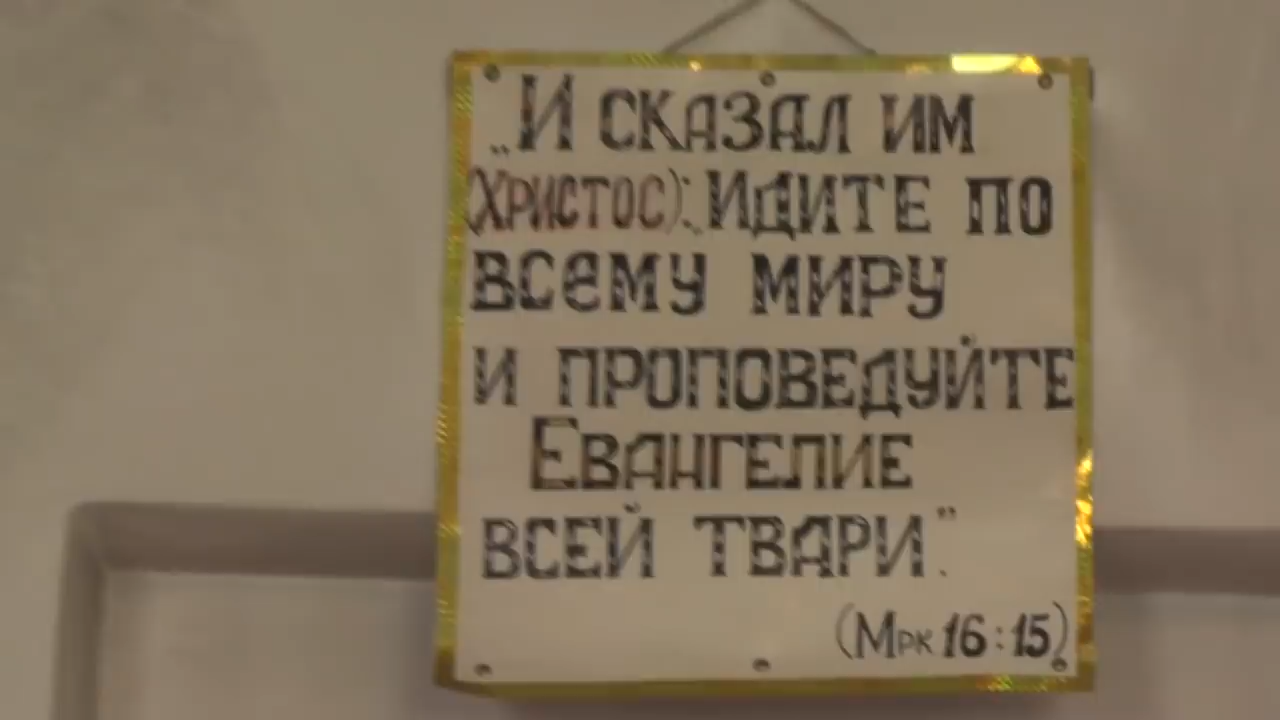 „И СКАЗАЛ ИМ
(ХРИСТОС): ИДИТЕ ПО
ВСЕМУ МИРУ
И ПРОПОВЕДУЙТЕ
ЕВАНГЕЛИЕ
ВСЕЙ ТВАРИ".
(Мрк 16:15)